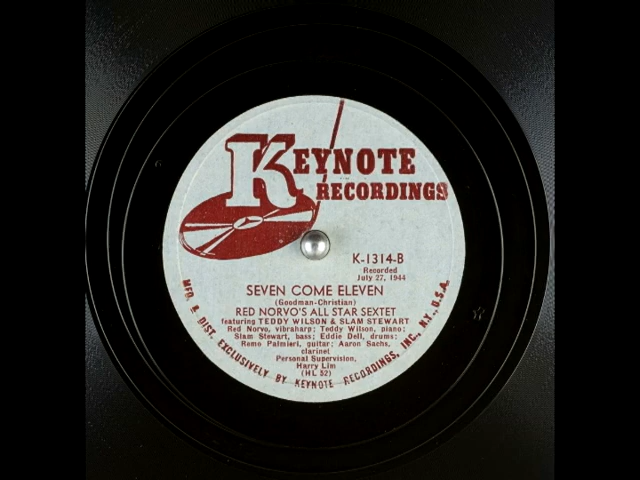 KEYNOTE
RECORDINGS
K-1314-B
Recorded
July 27, 1944
SEVEN COME ELEVEN
(Goodman-Christian)
RED NORVO'S ALL STAR SEXTET
featuring TEDDY WILSON & SLAM STEWART
Red Norvo, vibraharp; Teddy Wilson, piano;
Slam Stewart, bass; Eddie Dell, drums;
Remo Palmieri, guitar; Aaron Sachs,
clarinet
Personal Supervision,
Harry Lim
(HL 52)
MFD. & DIST. EXCLUSIVELY BY KEYNOTE RECORDINGS, INC., N.Y., U.S.A.